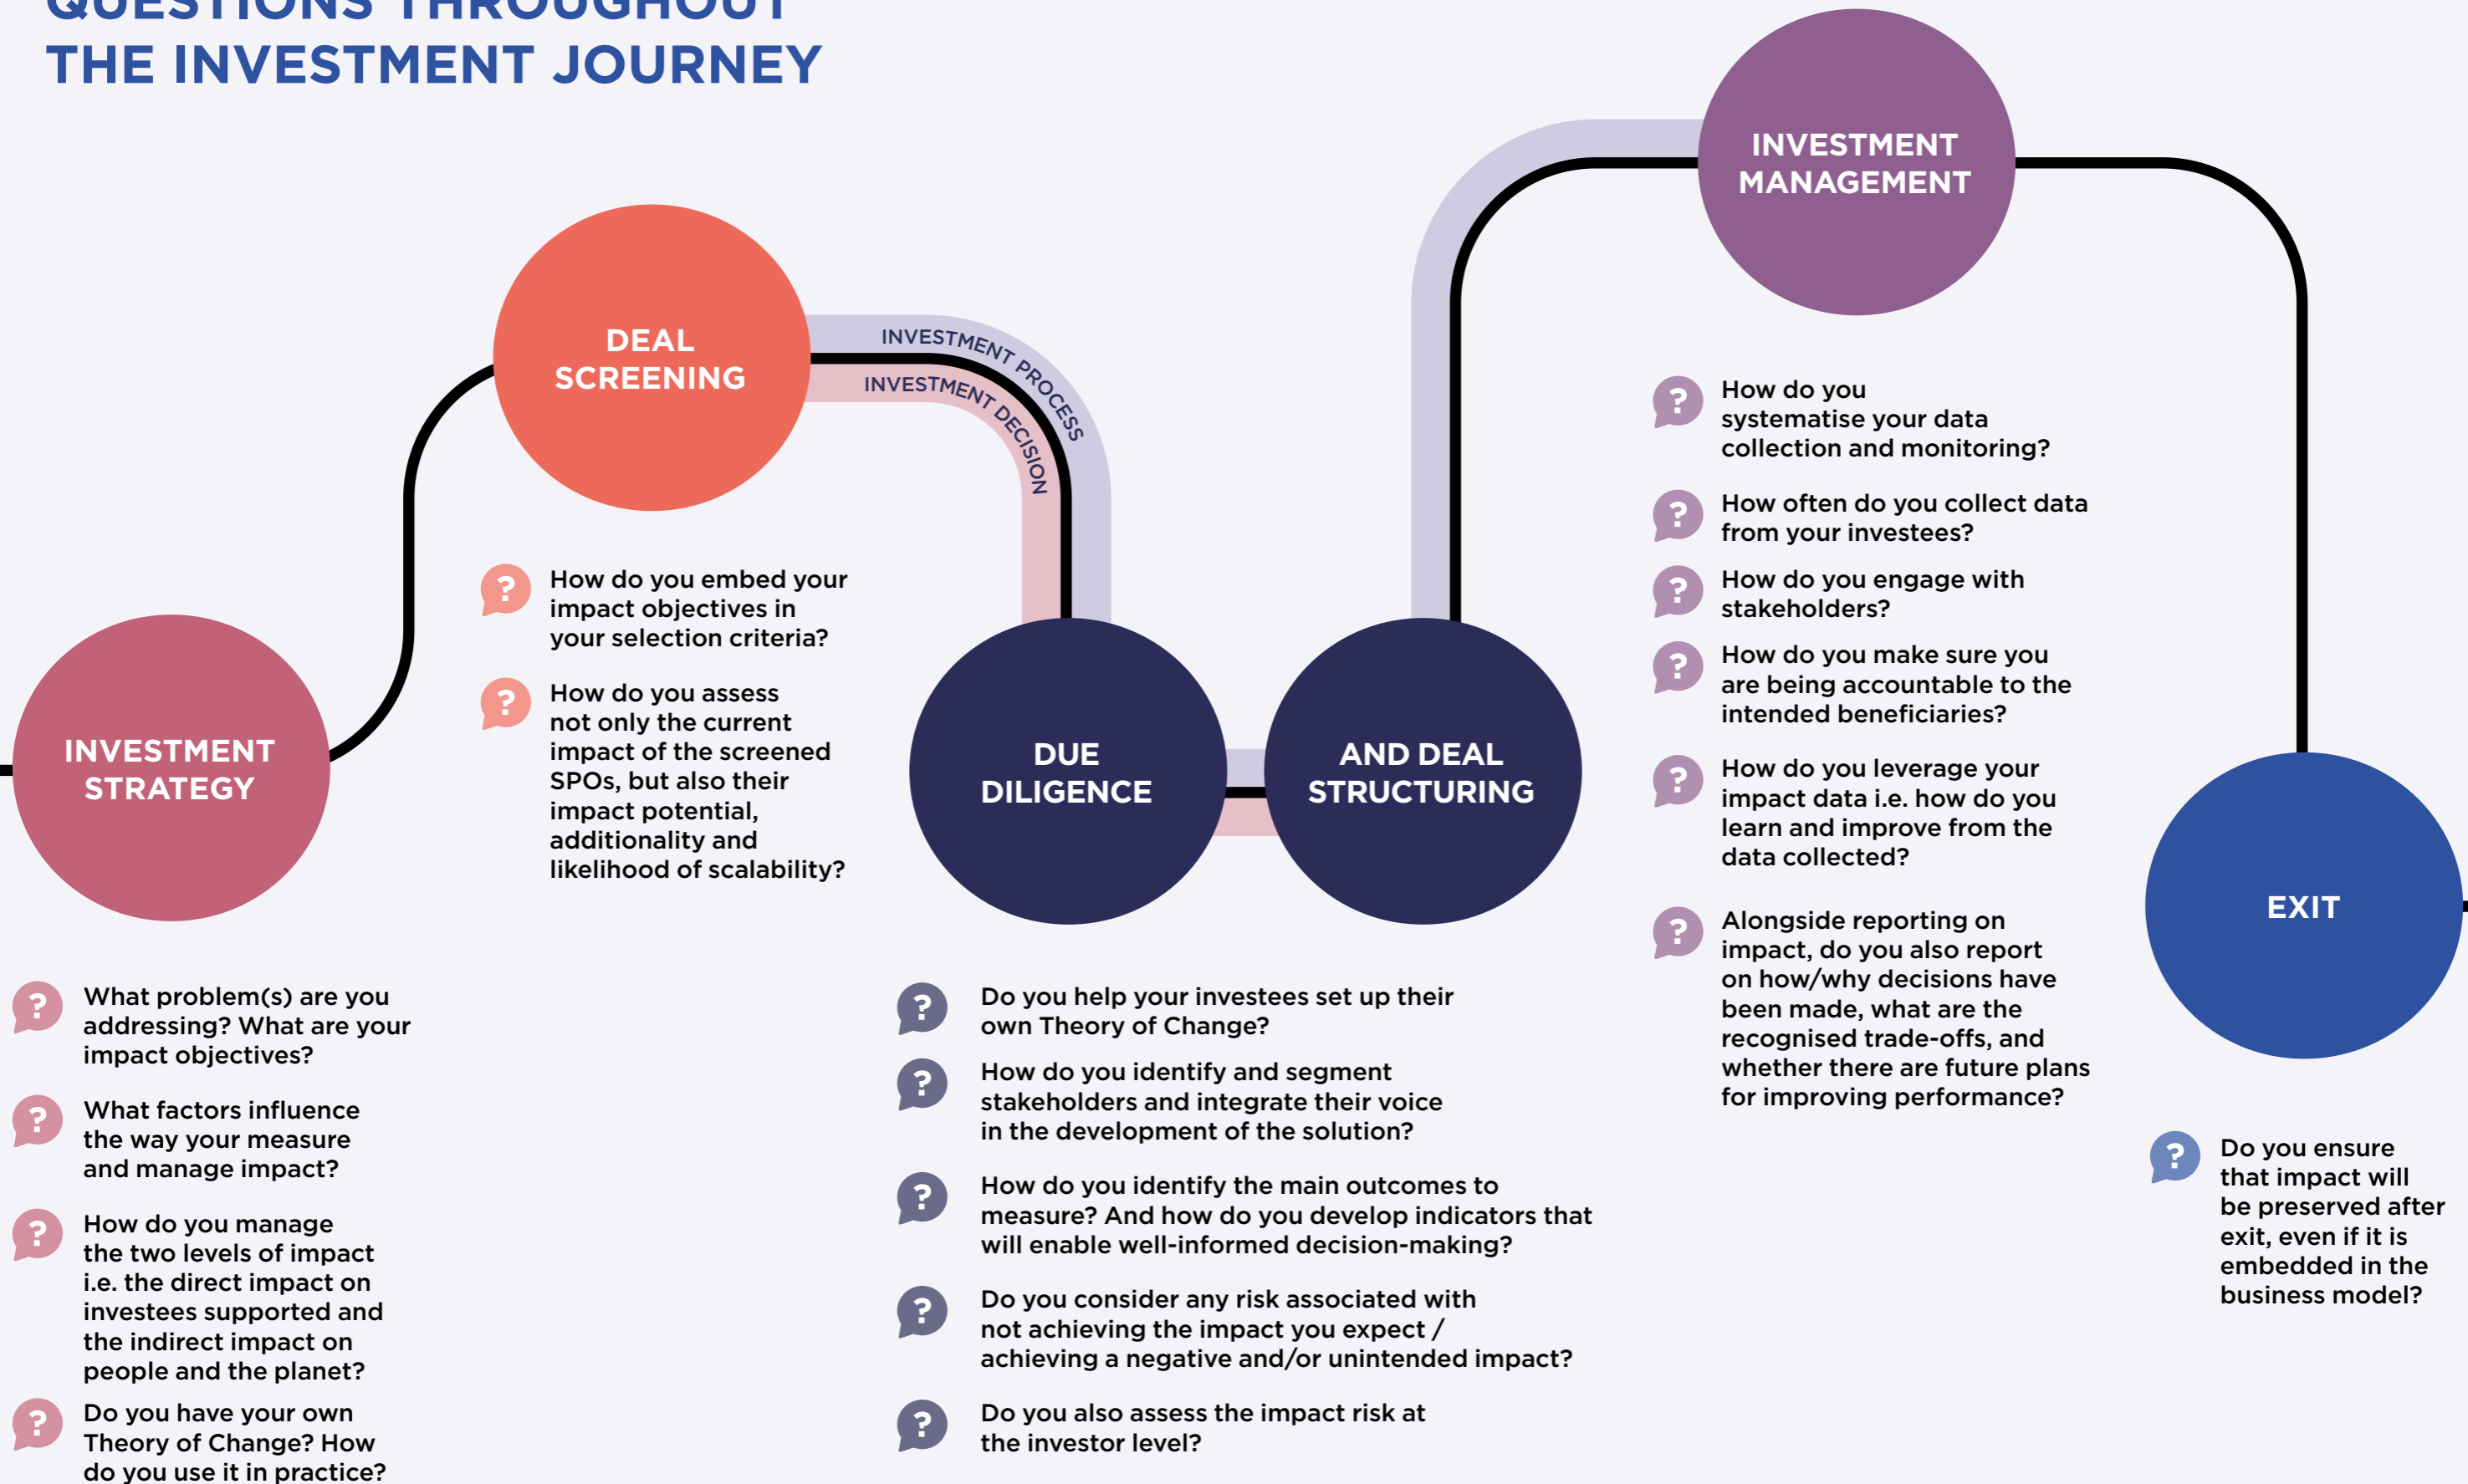 QUESTIONS THROUGHOUT
THE INVESTMENT JOURNEY
INVESTMENT
STRATEGY
What problem(s) are you
addressing? What are your
impact objectives?
What factors influence
the way your measure
and manage impact?
How do you manage
the two levels of impact
i.e. the direct impact on
investees supported and
the indirect impact on
people and the planet?
Do you have your own
Theory of Change? How
do you use it in practice?
DEAL
SCREENING
How do you embed your
impact objectives in
your selection criteria?
How do you assess
not only the current
impact of the screened
SPOs, but also their
impact potential,
additionality and
likelihood of scalability?
INVESTMENT PROCESS
INVESTMENT DECISION
DUE
DILIGENCE
AND DEAL
STRUCTURING
Do you help your investees set up their
own Theory of Change?
How do you identify and segment
stakeholders and integrate their voice
in the development of the solution?
How do you identify the main outcomes to
measure? And how do you develop indicators that
will enable well-informed decision-making?
Do you consider any risk associated with
not achieving the impact you expect /
achieving a negative and/or unintended impact?
Do you also assess the impact risk at
the investor level?
INVESTMENT
MANAGEMENT
How do you
systematise your data
collection and monitoring?
How often do you collect data
from your investees?
How do you engage with
stakeholders?
How do you make sure you
are being accountable to the
intended beneficiaries?
How do you leverage your
impact data i.e. how do you
learn and improve from the
data collected?
Alongside reporting on
impact, do you also report
on how/why decisions have
been made, what are the
recognised trade-offs, and
whether there are future plans
for improving performance?
EXIT
Do you ensure
that impact will
be preserved after
exit, even if it is
embedded in the
business model?